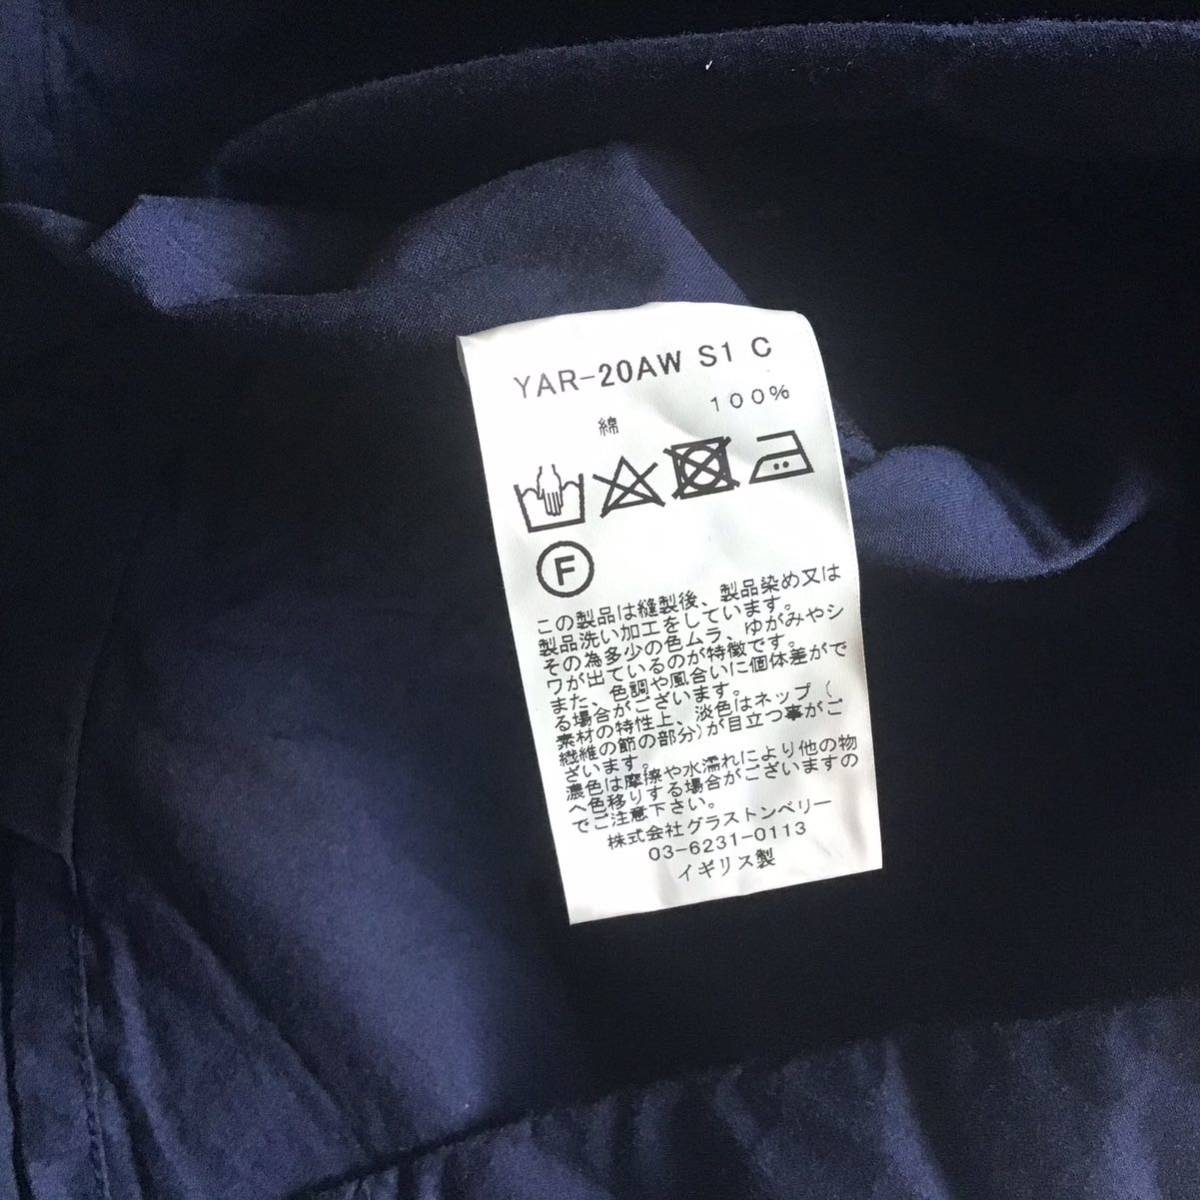 YAR-20AW S1 C
綿 100%
F
この製品は縫製後、製品染め又は
製品洗い加工をしています。
その為多少の色ムラ、ゆがみやシ
ワが出ているのが特徴です。
また、色調や風合いに個体差がで
る場合がございます。
素材の特性上、淡色はネップ(
繊維の節の部分)が目立つ事がご
ざいます。
濃色は摩擦や水濡れにより他の物
へ色移りする場合がございますの
でご注意下さい。
株式会社グラストンベリー
03-6231-0113
イギリス製